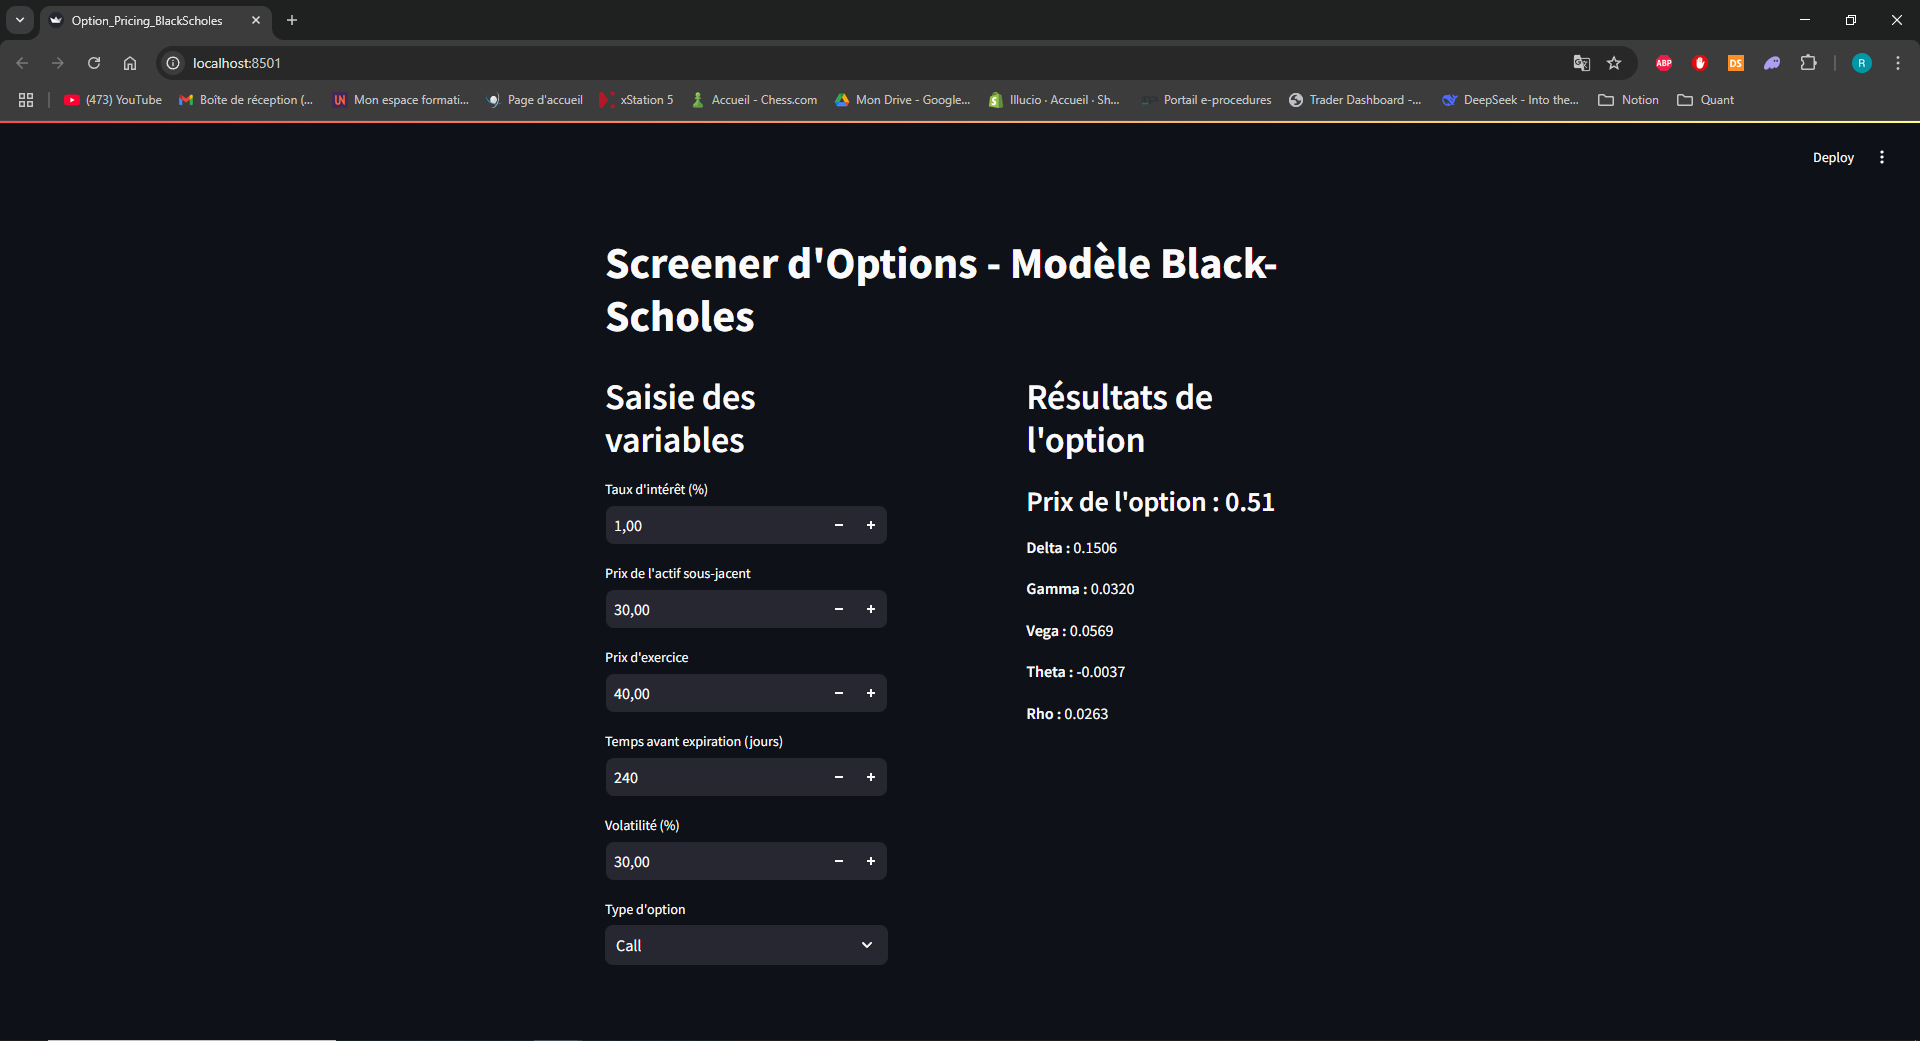 Option_Pricing_BlackScholes
localhost:8501
ABP
DS
R
(473) YouTube
Boîte de réception (...
UN
Mon espace formati...
Page d'accueil
xStation 5
Accueil - Chess.com
Mon Drive - Google...
Illucio · Accueil · Sh...
Portail e-procedures
Trader Dashboard -...
DeepSeek - Into the...
Notion
Quant
Deploy
Screener d'Options - Modèle Black-
Scholes
Saisie des
variables
Taux d'intérêt (%)
1,00
Prix de l'actif sous-jacent
30,00
Prix d'exercice
40,00
Temps avant expiration (jours)
240
Volatilité (%)
30,00
Type d'option
Call
Résultats de
l'option
Prix de l'option : 0.51
Delta : 0.1506
Gamma : 0.0320
Vega : 0.0569
Theta : -0.0037
Rho : 0.0263